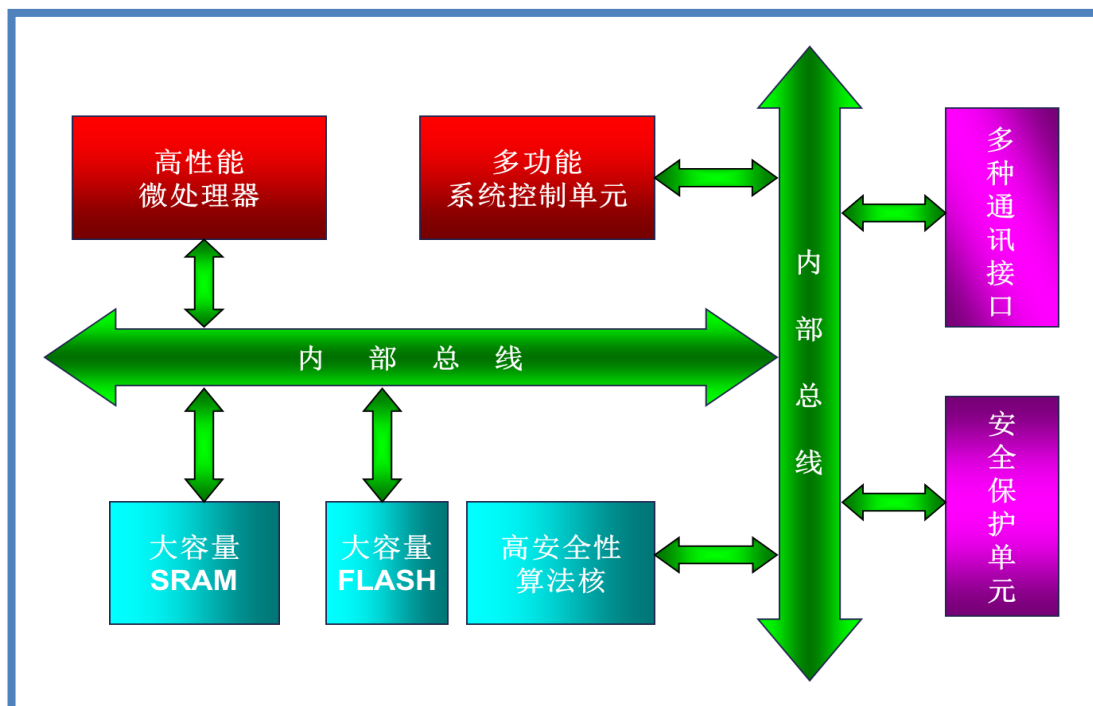 高性能
微处理器
多功能
系统控制单元
多种通讯接口
内部总线
内部总线
大容量
SRAM
大容量
FLASH
高安全性
算法核
安全保护单元